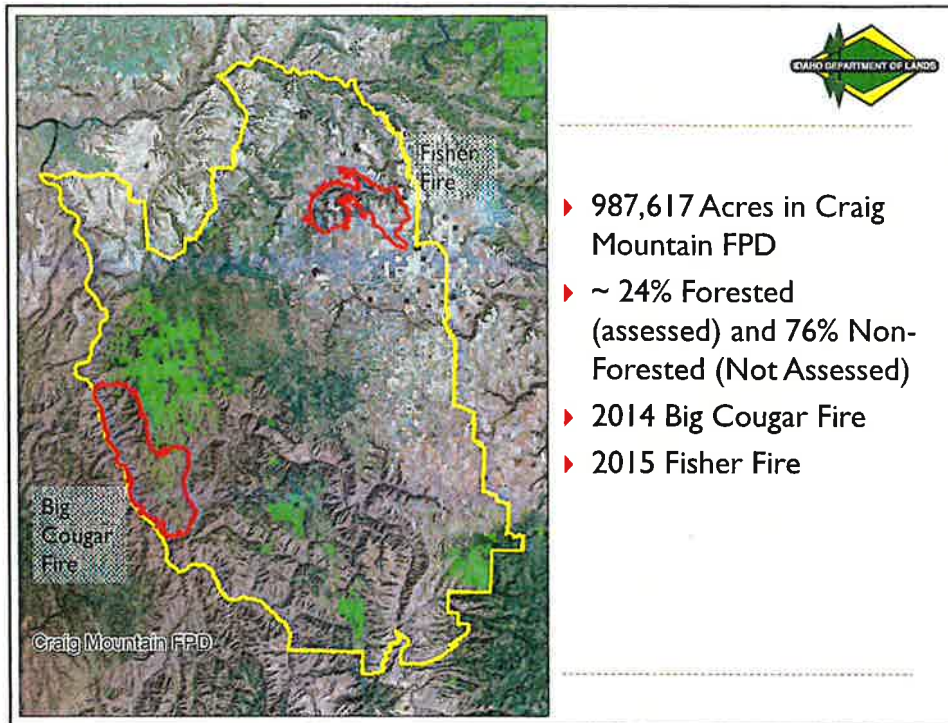 IDAHO DEPARTMENT OF LANDS
Fisher
Fire
Big
Cougar
Fire
Craig Mountain FPD
987,617 Acres in Craig
Mountain FPD
~ 24% Forested
(assessed) and 76% Non-
Forested (Not Assessed)
2014 Big Cougar Fire
2015 Fisher Fire